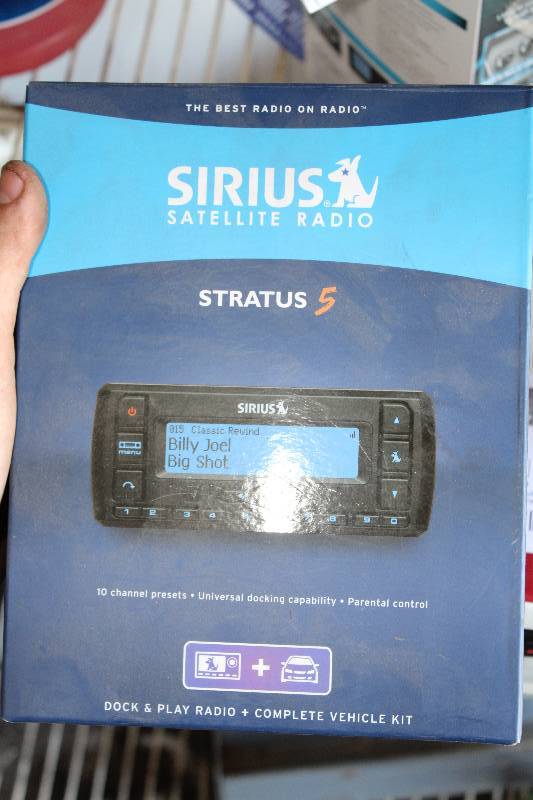 THE BEST RADIO ON RADIO™
SIRIUS®
SATELLITE RADIO
STRATUS 5
SIRIUS
015 Classic Rewind
Billy Joel
Big Shot
menu
1 2 3 4 8 9 0
10 channel presets • Universal docking capability • Parental control
+
DOCK & PLAY RADIO + COMPLETE VEHICLE KIT